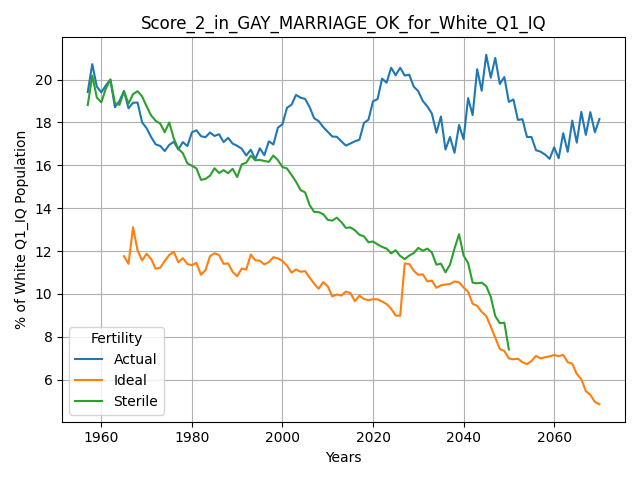 Score_2_in_GAY_MARRIAGE_OK_for_White_Q1_IQ
% of White Q1_IQ Population
20
18
16
14
12
10
8
6
Fertility
Actual
Ideal
Sterile
1960 1980 2000 2020 2040 2060
Years